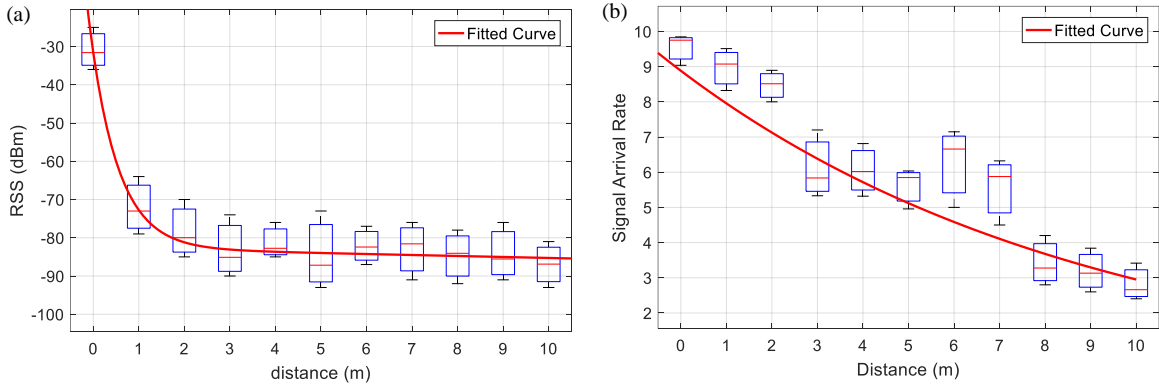 (a)
Fitted Curve
-30
-40
-50
-60
-70
-80
-90
-100
RSS (dBm)
0 1 2 3 4 5 6 7 8 9 10
distance (m)
(b)
Fitted Curve
10
9
8
7
6
5
4
3
2
Signal Arrival Rate
0 1 2 3 4 5 6 7 8 9 10
Distance (m)